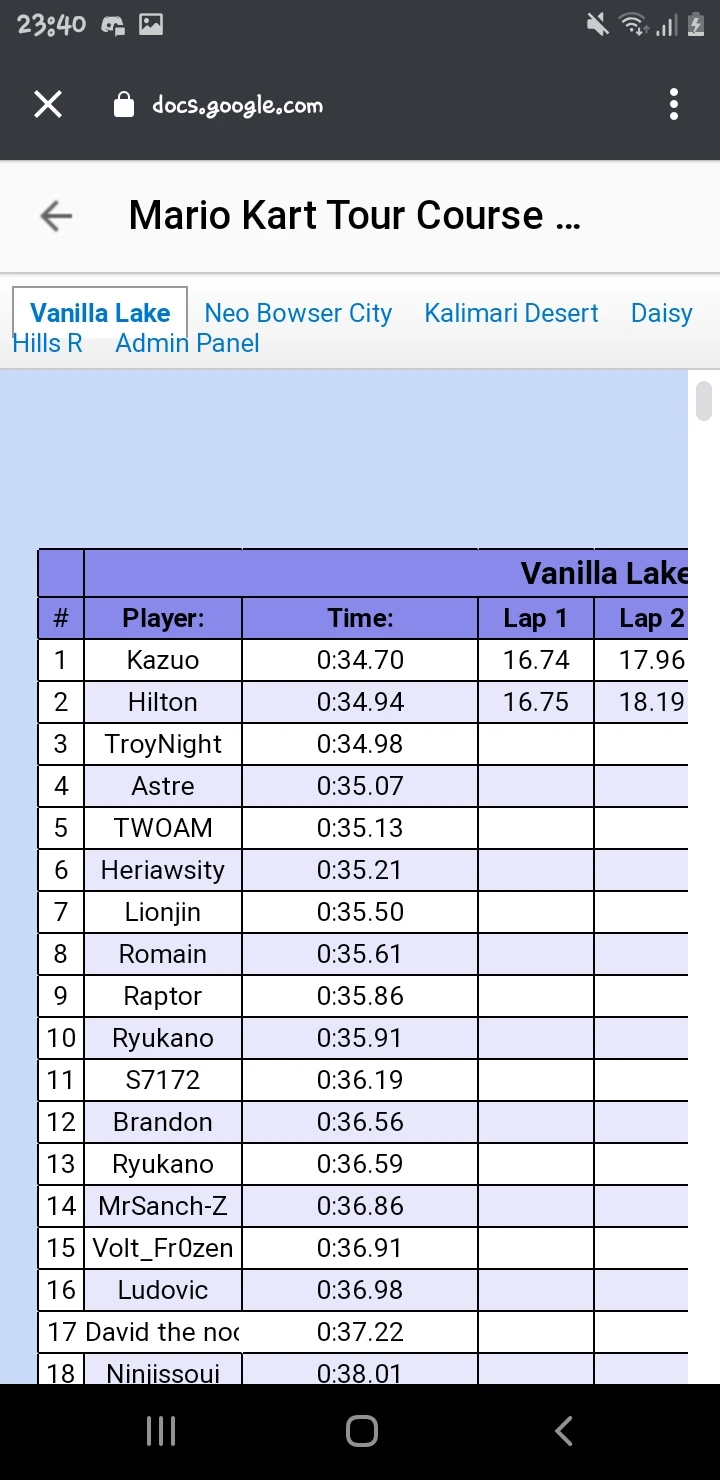 23:40
docs.google.com
Mario Kart Tour Course ...
Vanilla Lake Neo Bowser City Kalimari Desert Daisy
Hills R Admin Panel
Vanilla Lake
# Player: Time: Lap 1 Lap 2
1 Kazuo 0:34.70 16.74 17.96
2 Hilton 0:34.94 16.75 18.19
3 TroyNight 0:34.98
4 Astre 0:35.07
5 TWOAM 0:35.13
6 Heriawsity 0:35.21
7 Lionjin 0:35.50
8 Romain 0:35.61
9 Raptor 0:35.86
10 Ryukano 0:35.91
11 S7172 0:36.19
12 Brandon 0:36.56
13 Ryukano 0:36.59
14 MrSanch-Z 0:36.86
15 Volt_Fr0zen 0:36.91
16 Ludovic 0:36.98
17 David the noo 0:37.22
18 Ninjissoui 0:38.01